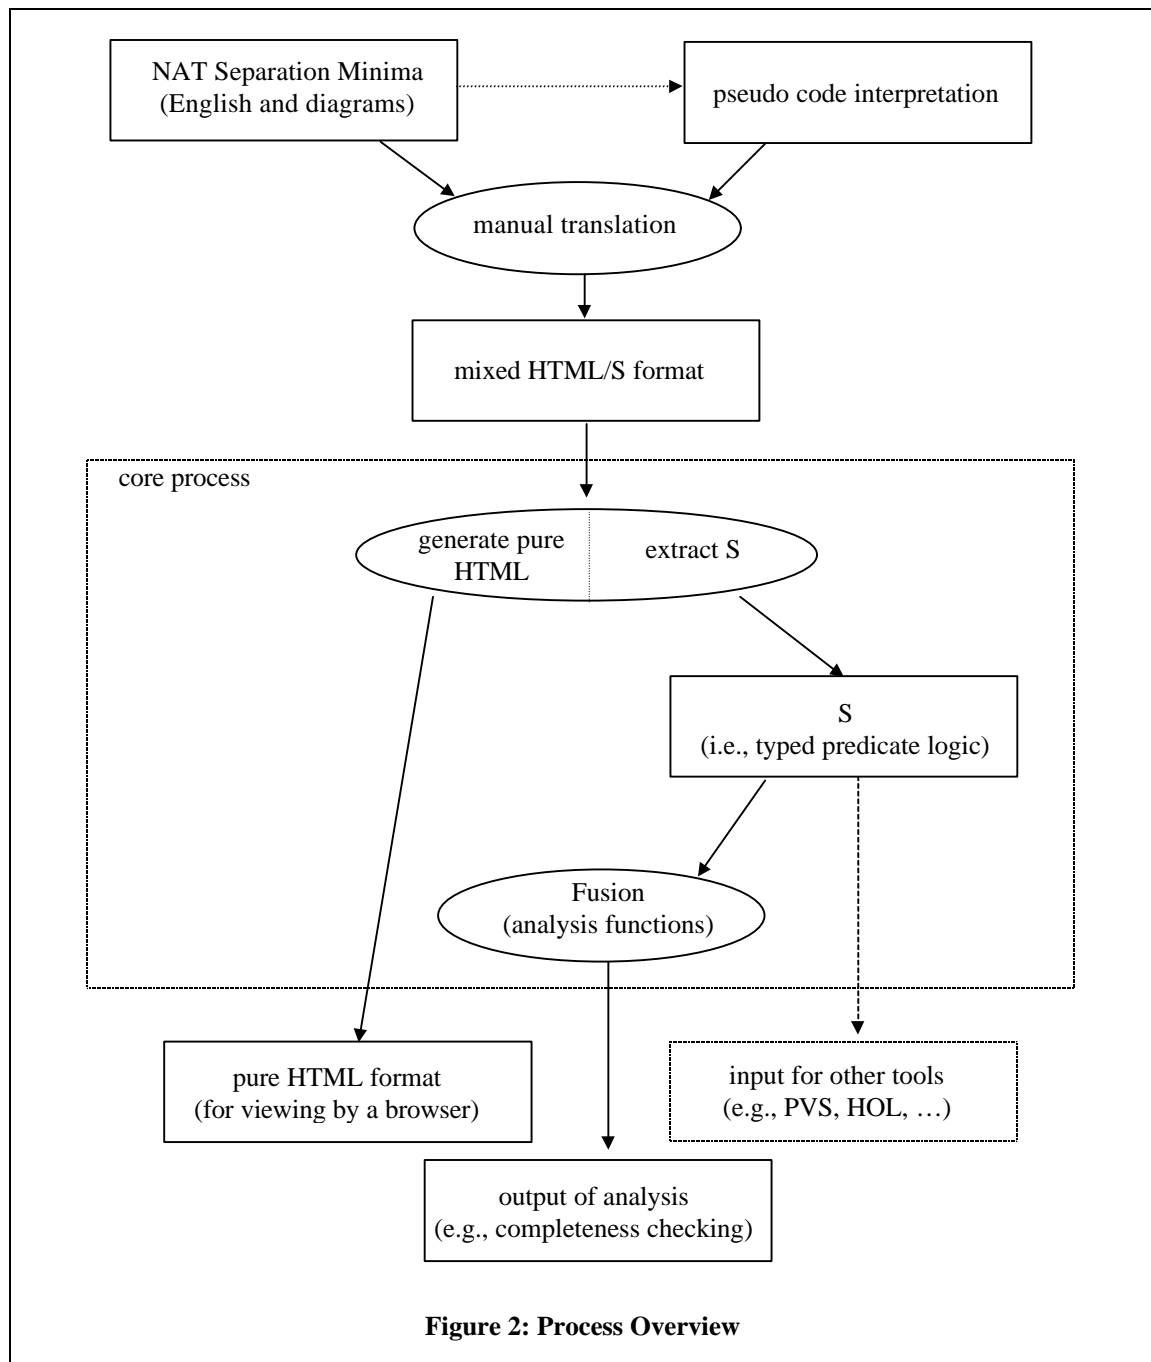 NAT Separation Minima
(English and diagrams)
pseudo code interpretation
manual translation
mixed HTML/S format
core process
generate pure
HTML
extract S
S
(i.e., typed predicate logic)
Fusion
(analysis functions)
pure HTML format
(for viewing by a browser)
input for other tools
(e.g., PVS, HOL, …)
output of analysis
(e.g., completeness checking)
Figure 2: Process Overview